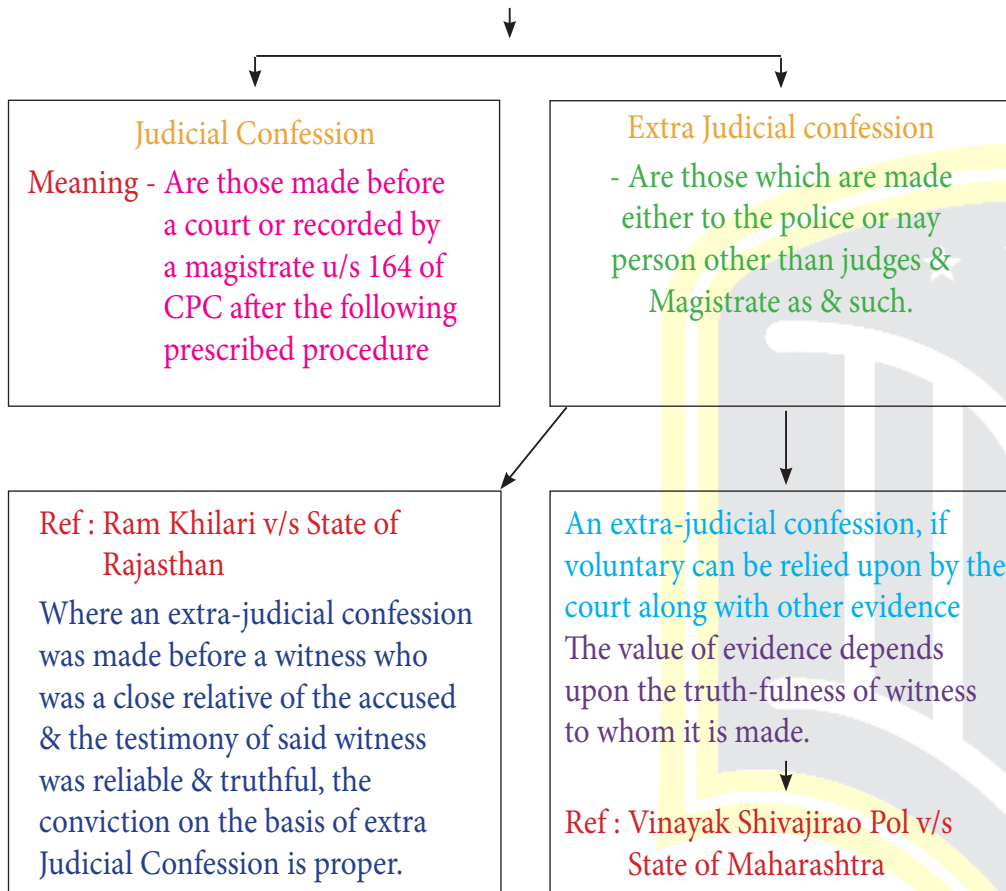 Judicial Confession
Meaning - Are those made before
a court or recorded by
a magistrate u/s 164 of
CPC after the following
prescribed procedure
Extra Judicial confession
- Are those which are made
either to the police or nay
person other than judges &
Magistrate as & such.
Ref : Ram Khilari v/s State of
Rajasthan
Where an extra-judicial confession
was made before a witness who
was a close relative of the accused
& the testimony of said witness
was reliable & truthful, the
conviction on the basis of extra
Judicial Confession is proper.
An extra-judicial confession, if
voluntary can be relied upon by the
court along with other evidence
The value of evidence depends
upon the truth-fulness of witness
to whom it is made.
Ref : Vinayak Shivajirao Pol v/s
State of Maharashtra